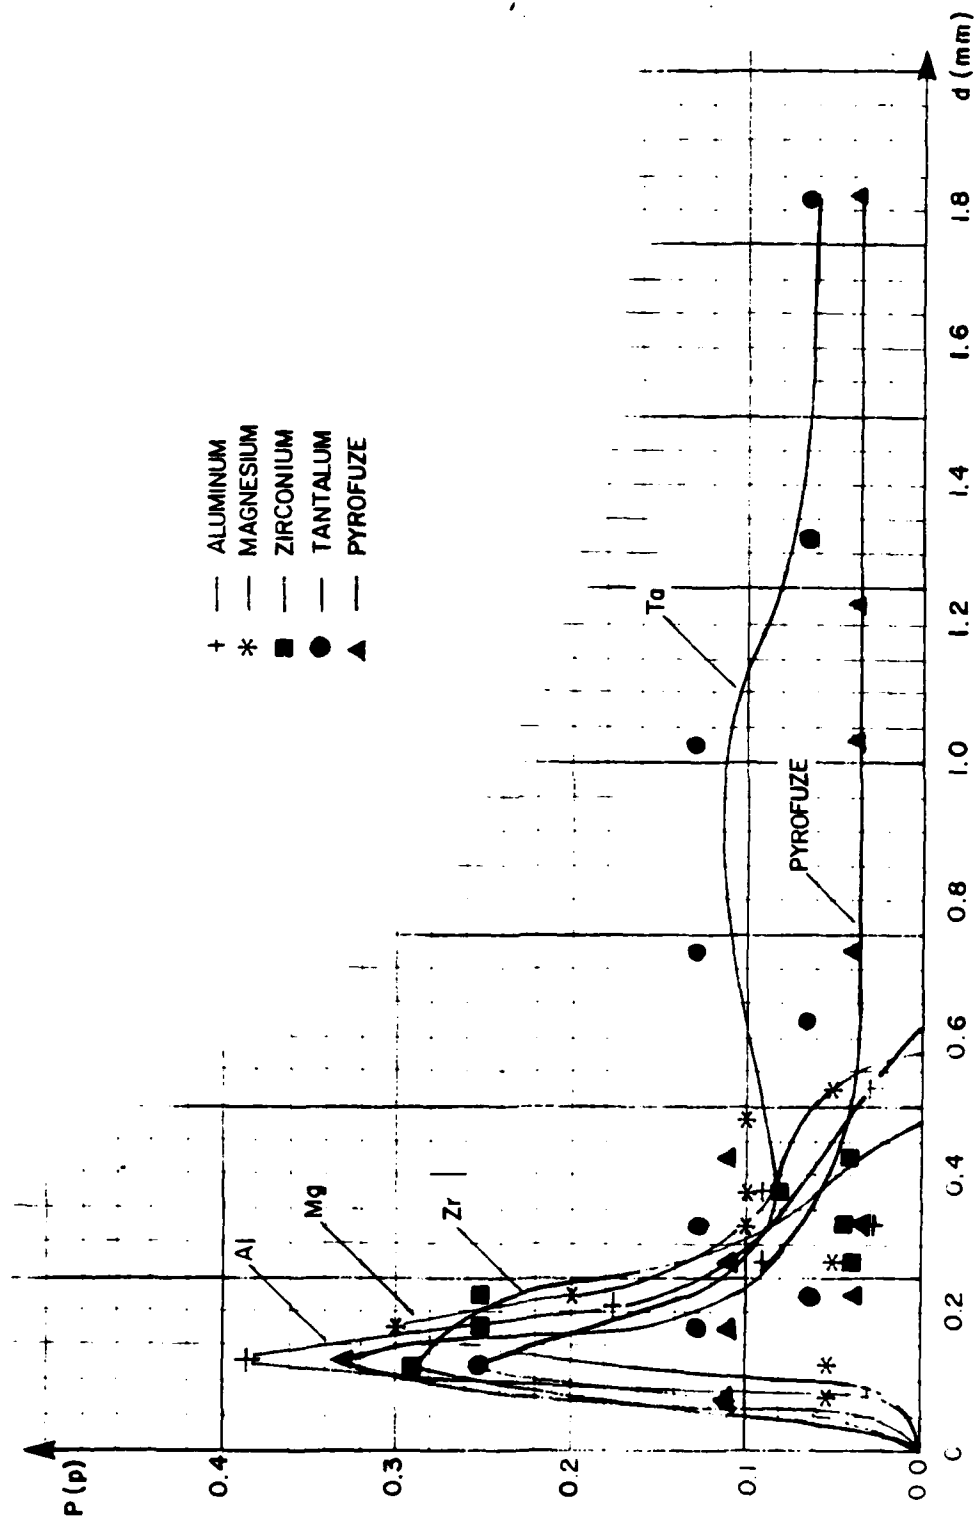 P(p)
0.4
0.3
0.2
0.1
0.0
+ — ALUMINUM
* — MAGNESIUM
■ — ZIRCONIUM
● — TANTALUM
▲ — PYROFUZE
Al
Mg
Zr
Ta
PYROFUZE
0.2
0.4
0.6
0.8
1.0
1.2
1.4
1.6
1.8
d (mm)